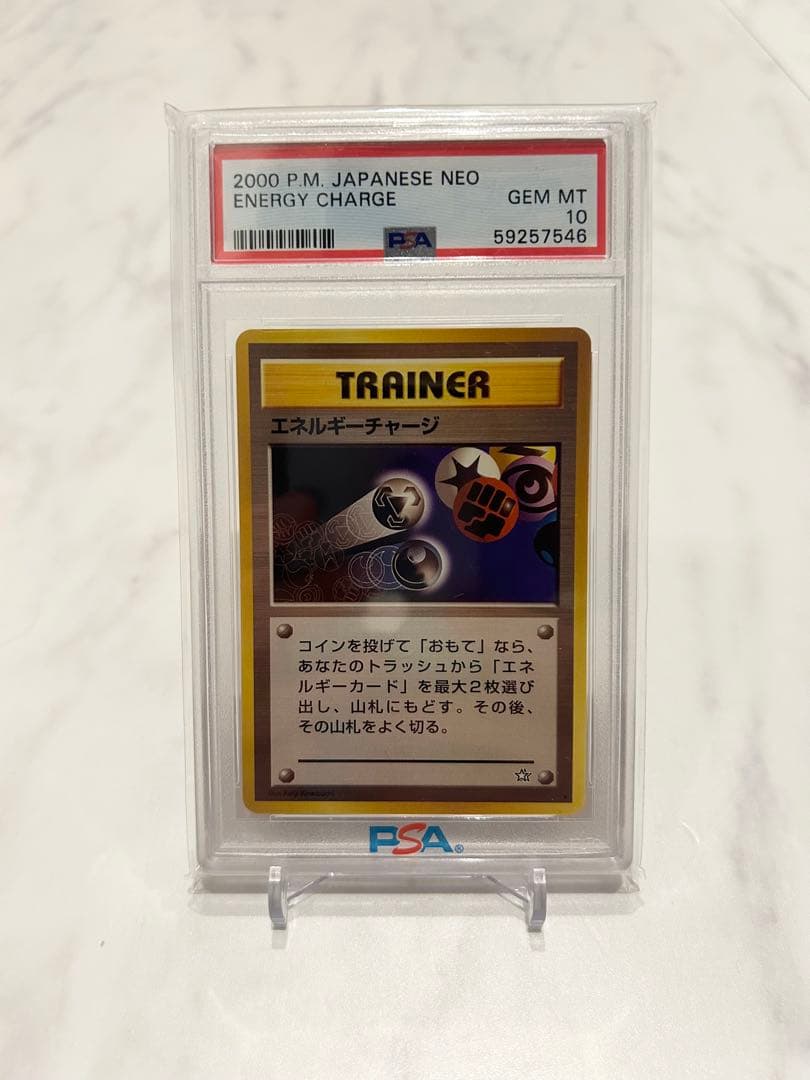 2000 P.M. JAPANESE NEO
ENERGY CHARGE
GEM MT
10
59257546
PSA
TRAINER
エネルギーチャージ
コインを投げて「おもて」なら、
あなたのトラッシュから「エネ
ルギーカード」を最大2枚選び
出し、山札にもどす。その後、
その山札をよく切る。
PSA®